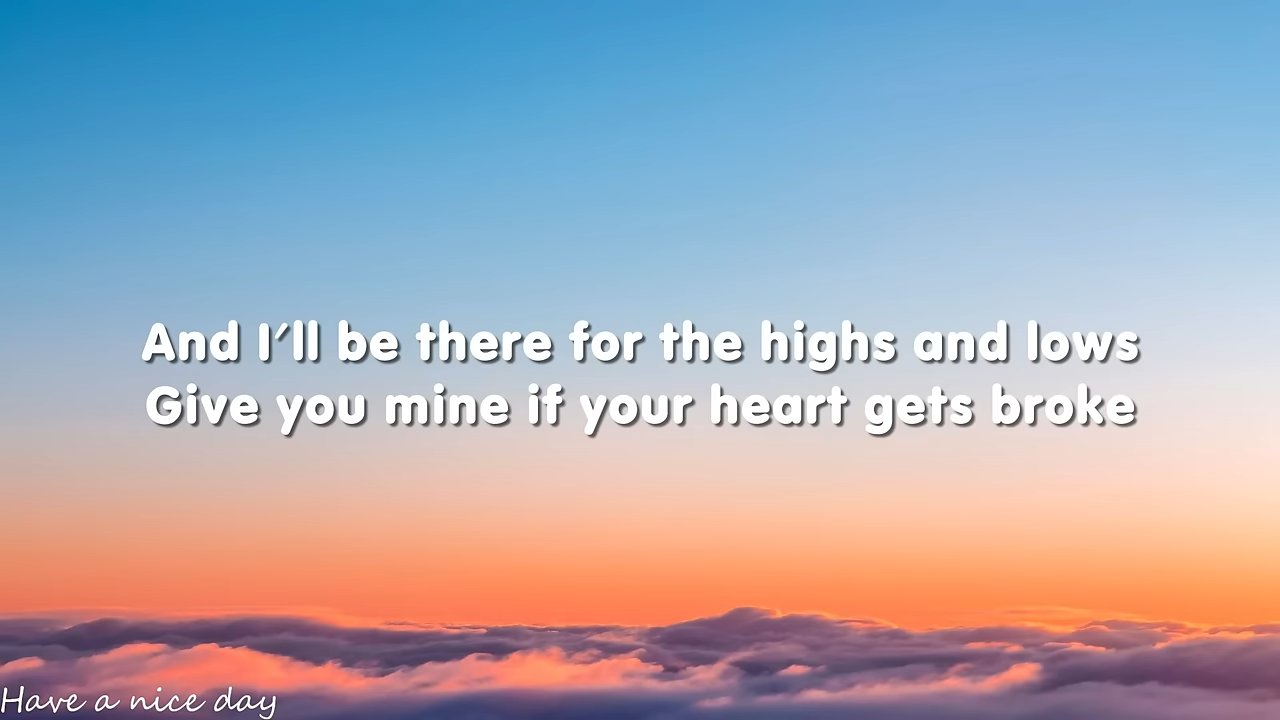 And I'll be there for the highs and lows
Give you mine if your heart gets broke
Have a nice day